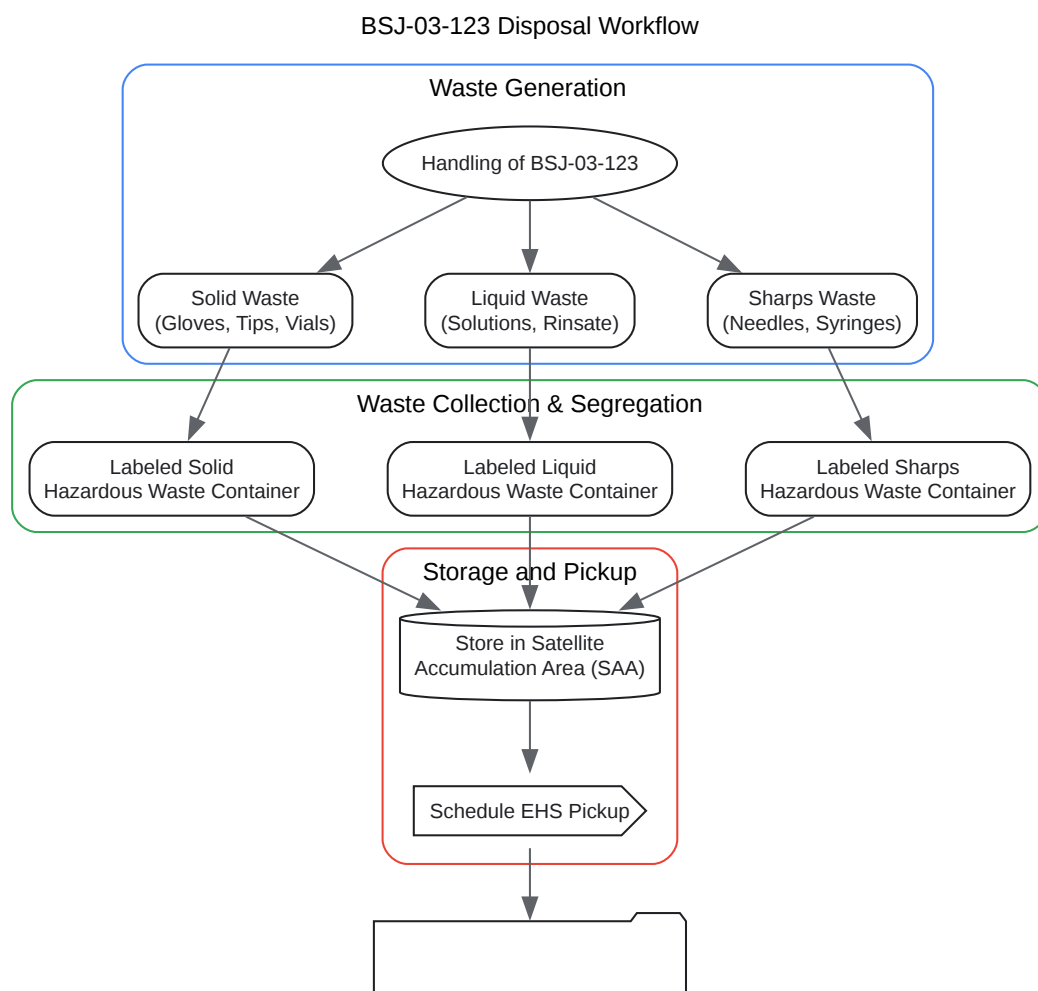 BSJ-03-123 Disposal Workflow
Waste Generation
Handling of BSJ-03-123
Solid Waste
(Gloves, Tips, Vials)
Liquid Waste
(Solutions, Rinsate)
Sharps Waste
(Needles, Syringes)
Waste Collection & Segregation
Labeled Solid
Hazardous Waste Container
Labeled Liquid
Hazardous Waste Container
Labeled Sharps
Hazardous Waste Container
Storage and Pickup
Store in Satellite
Accumulation Area (SAA)
Schedule EHS Pickup